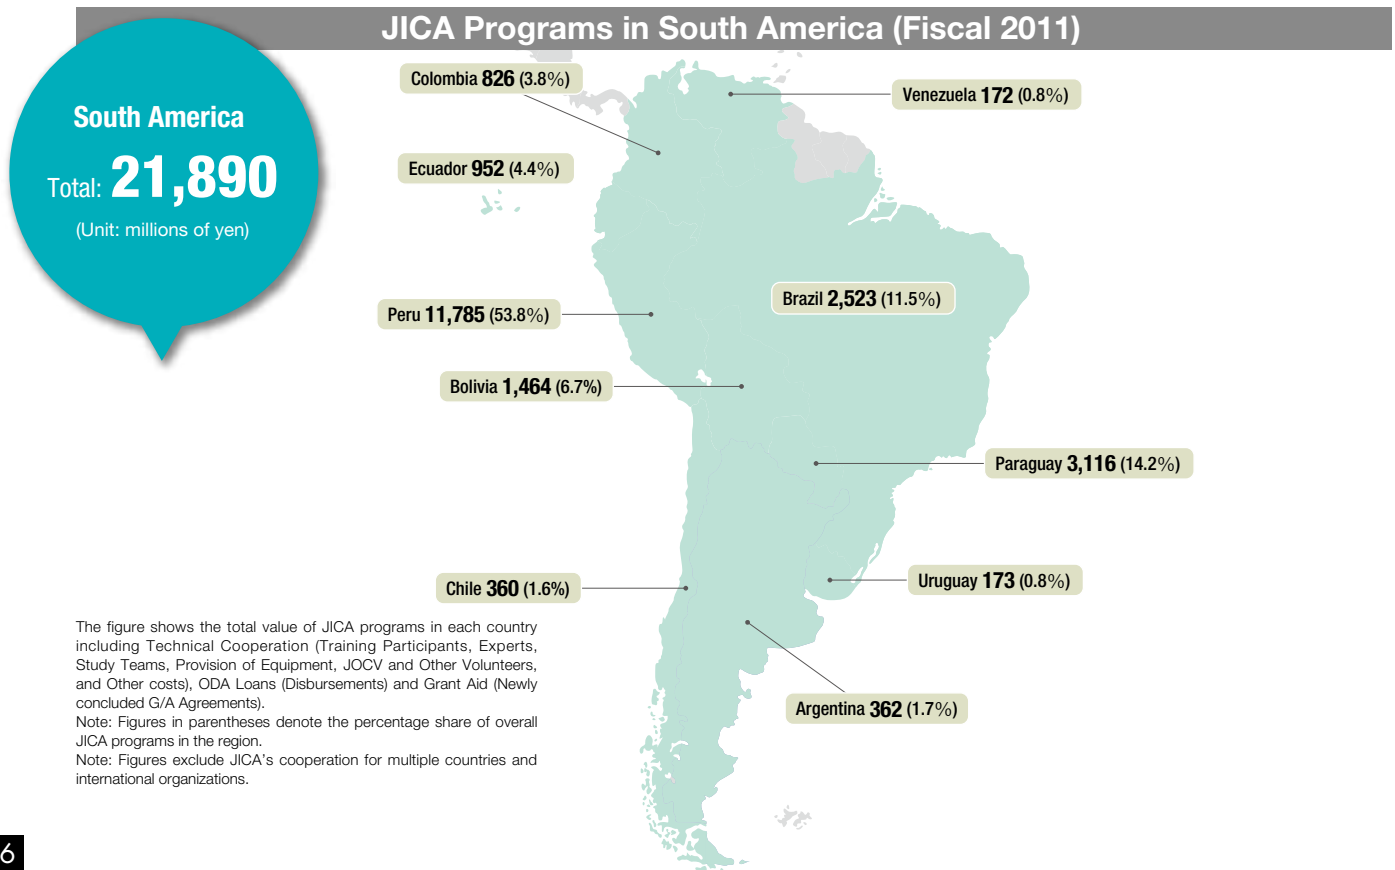 JICA Programs in South America (Fiscal 2011)
South America
Total: 21,890
(Unit: millions of yen)
Colombia 826 (3.8%)
Venezuela 172 (0.8%)
Ecuador 952 (4.4%)
Brazil 2,523 (11.5%)
Peru 11,785 (53.8%)
Bolivia 1,464 (6.7%)
Paraguay 3,116 (14.2%)
Uruguay 173 (0.8%)
Chile 360 (1.6%)
Argentina 362 (1.7%)
The figure shows the total value of JICA programs in each country
including Technical Cooperation (Training Participants, Experts,
Study Teams, Provision of Equipment, JOCV and Other Volunteers,
and Other costs), ODA Loans (Disbursements) and Grant Aid (Newly
concluded G/A Agreements).
Note: Figures in parentheses denote the percentage share of overall
JICA programs in the region.
Note: Figures exclude JICA's cooperation for multiple countries and
international organizations.
6